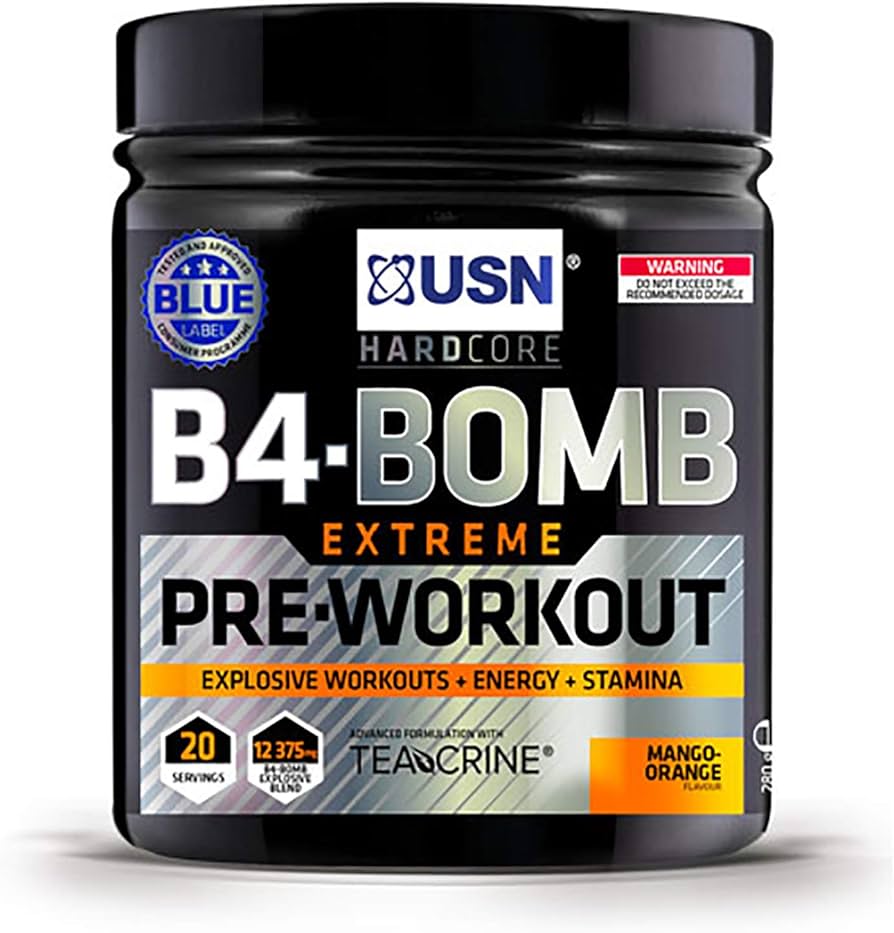 TESTED AND APPROVED
BLUE
LABEL
CONSUMER PROGRAMME
USN®
HARDCORE
WARNING
DO NOT EXCEED THE
RECOMMENDED DOSAGE
B4·BOMB
EXTREME
PRE·WORKOUT
EXPLOSIVE WORKOUTS + ENERGY + STAMINA
20
SERVINGS
12 375mg
B4-BOMB
EXPLOSIVE
BLEND
ADVANCED FORMULATION WITH
TEACRINE®
MANGO-
ORANGE
FLAVOUR
280 g